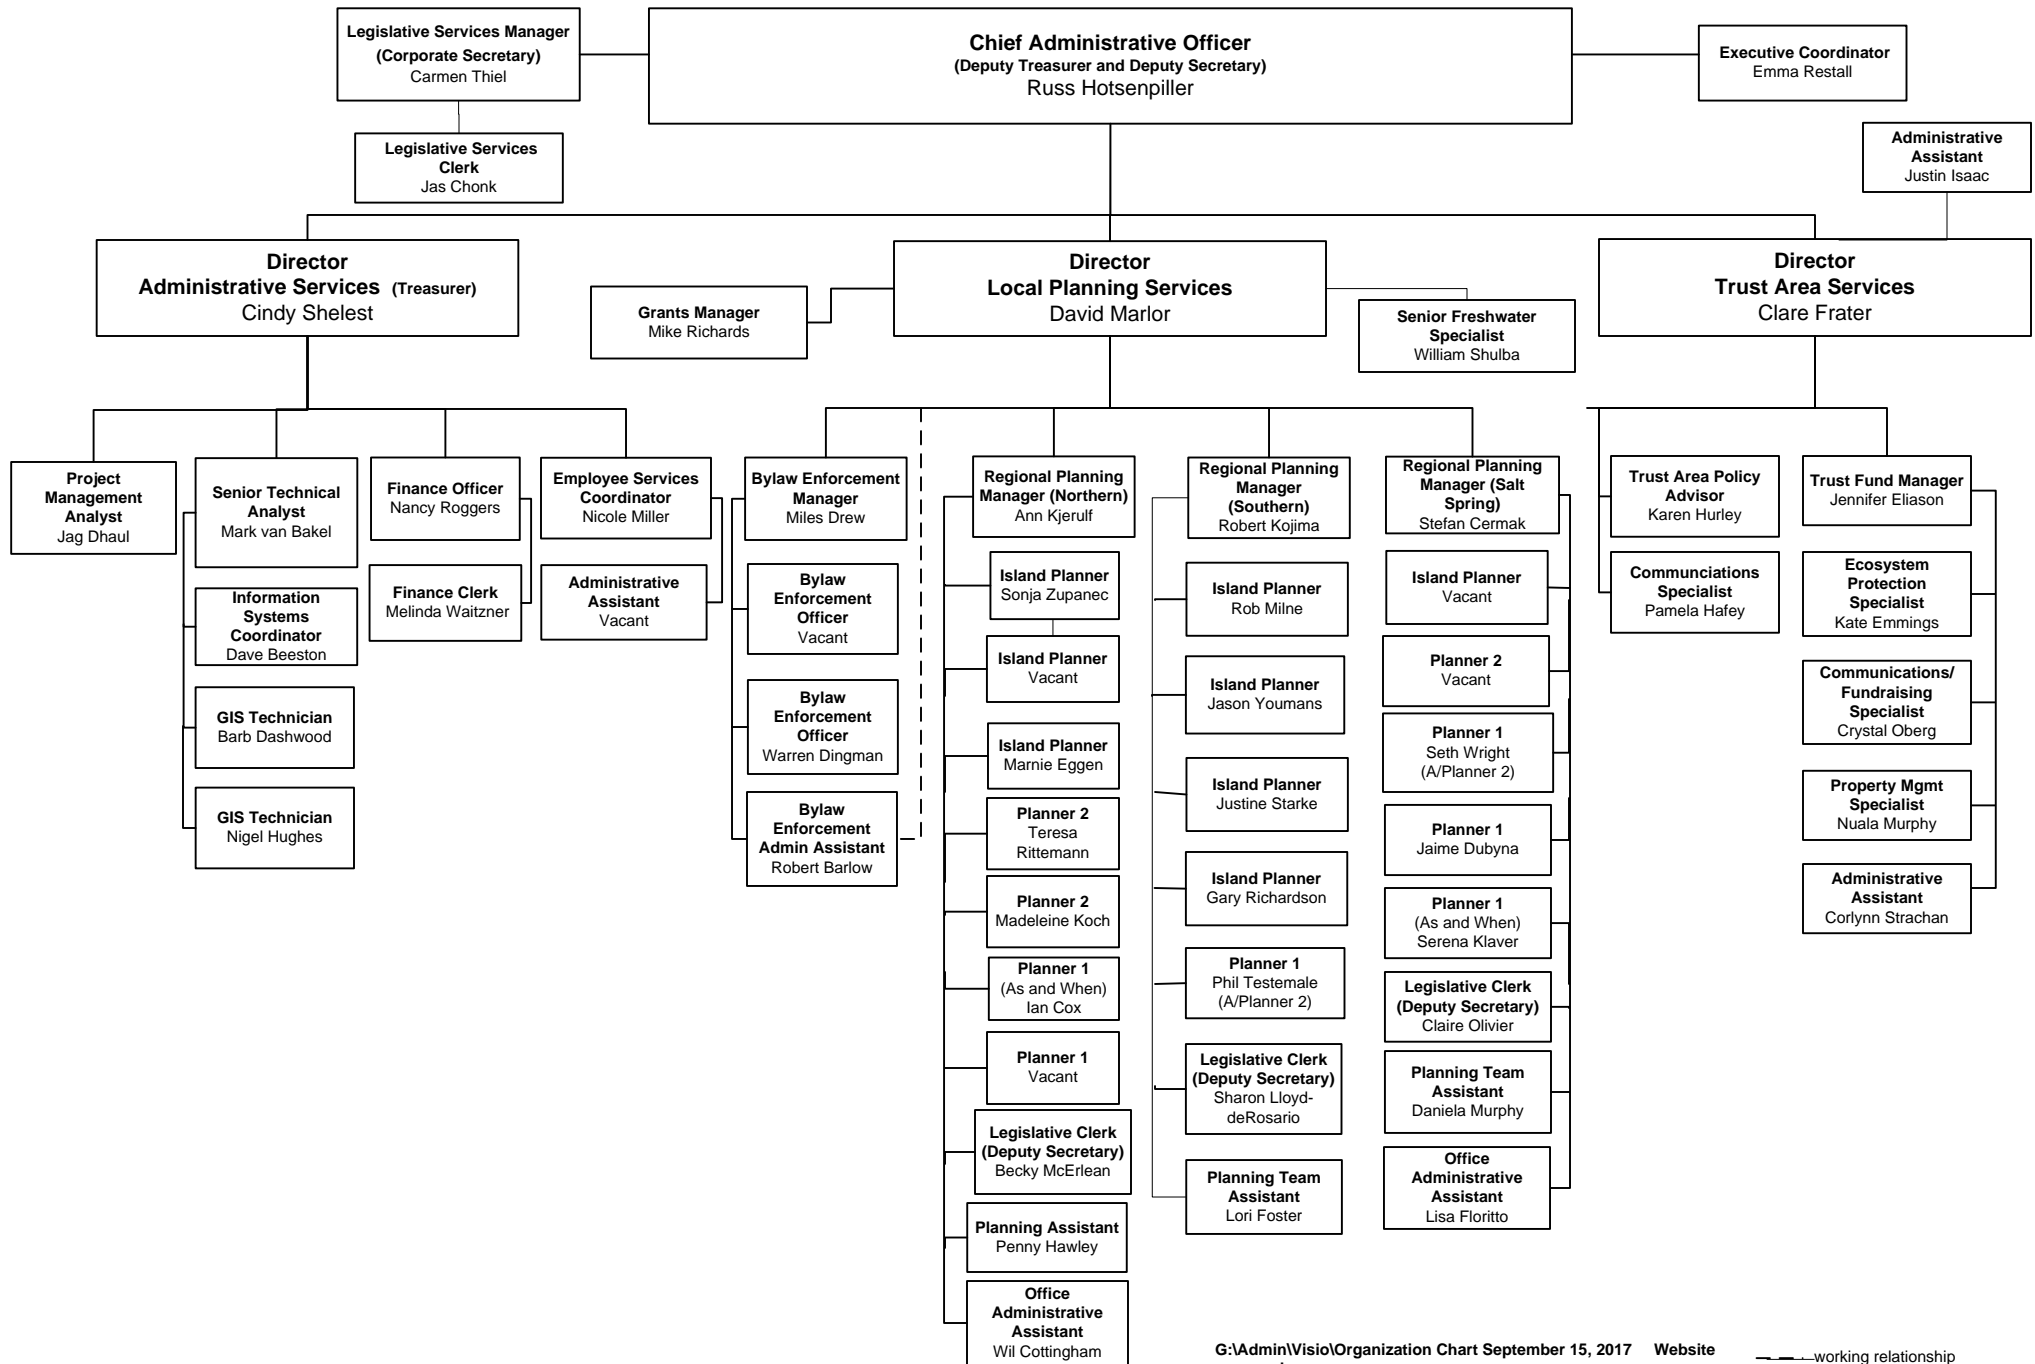 Legislative Services Manager
(Corporate Secretary)
Carmen Thiel
Chief Administrative Officer
(Deputy Treasurer and Deputy Secretary)
Russ Hotsenpiller
Executive Coordinator
Emma Restall
Legislative Services
Clerk
Jas Chonk
Administrative
Assistant
Justin Isaac
Director
Administrative Services (Treasurer)
Cindy Shelest
Grants Manager
Mike Richards
Director
Local Planning Services
David Marlor
Senior Freshwater
Specialist
William Shulba
Director
Trust Area Services
Clare Frater
Project
Management
Analyst
Jag Dhaul
Senior Technical
Analyst
Mark van Bakel
Information
Systems
Coordinator
Dave Beeston
GIS Technician
Barb Dashwood
GIS Technician
Nigel Hughes
Finance Officer
Nancy Roggers
Finance Clerk
Melinda Waitzner
Employee Services
Coordinator
Nicole Miller
Administrative
Assistant
Vacant
Bylaw Enforcement
Manager
Miles Drew
Bylaw
Enforcement
Officer
Vacant
Bylaw
Enforcement
Officer
Warren Dingman
Bylaw
Enforcement
Admin Assistant
Robert Barlow
Regional Planning
Manager (Northern)
Ann Kjerulf
Island Planner
Sonja Zupanec
Island Planner
Vacant
Island Planner
Marnie Eggen
Planner 2
Teresa
Rittemann
Planner 2
Madeleine Koch
Planner 1
(As and When)
Ian Cox
Planner 1
Vacant
Legislative Clerk
(Deputy Secretary)
Becky McErlean
Planning Assistant
Penny Hawley
Office
Administrative
Assistant
Wil Cottingham
Regional Planning
Manager
(Southern)
Robert Kojima
Island Planner
Rob Milne
Island Planner
Jason Youmans
Island Planner
Justine Starke
Island Planner
Gary Richardson
Planner 1
Phil Testemale
(A/Planner 2)
Legislative Clerk
(Deputy Secretary)
Sharon Lloyd-
deRosario
Planning Team
Assistant
Lori Foster
Regional Planning
Manager (Salt
Spring)
Stefan Cermak
Island Planner
Vacant
Planner 2
Vacant
Planner 1
Seth Wright
(A/Planner 2)
Planner 1
Jaime Dubyna
Planner 1
(As and When)
Serena Klaver
Legislative Clerk
(Deputy Secretary)
Claire Olivier
Planning Team
Assistant
Daniela Murphy
Office
Administrative
Assistant
Lisa Floritto
Trust Area Policy
Advisor
Karen Hurley
Communciations
Specialist
Pamela Hafey
Trust Fund Manager
Jennifer Eliason
Ecosystem
Protection
Specialist
Kate Emmings
Communications/
Fundraising
Specialist
Crystal Oberg
Property Mgmt
Specialist
Nuala Murphy
Administrative
Assistant
Corlynn Strachan
G:\Admin\Visio\Organization Chart September 15, 2017 Website
working relationship